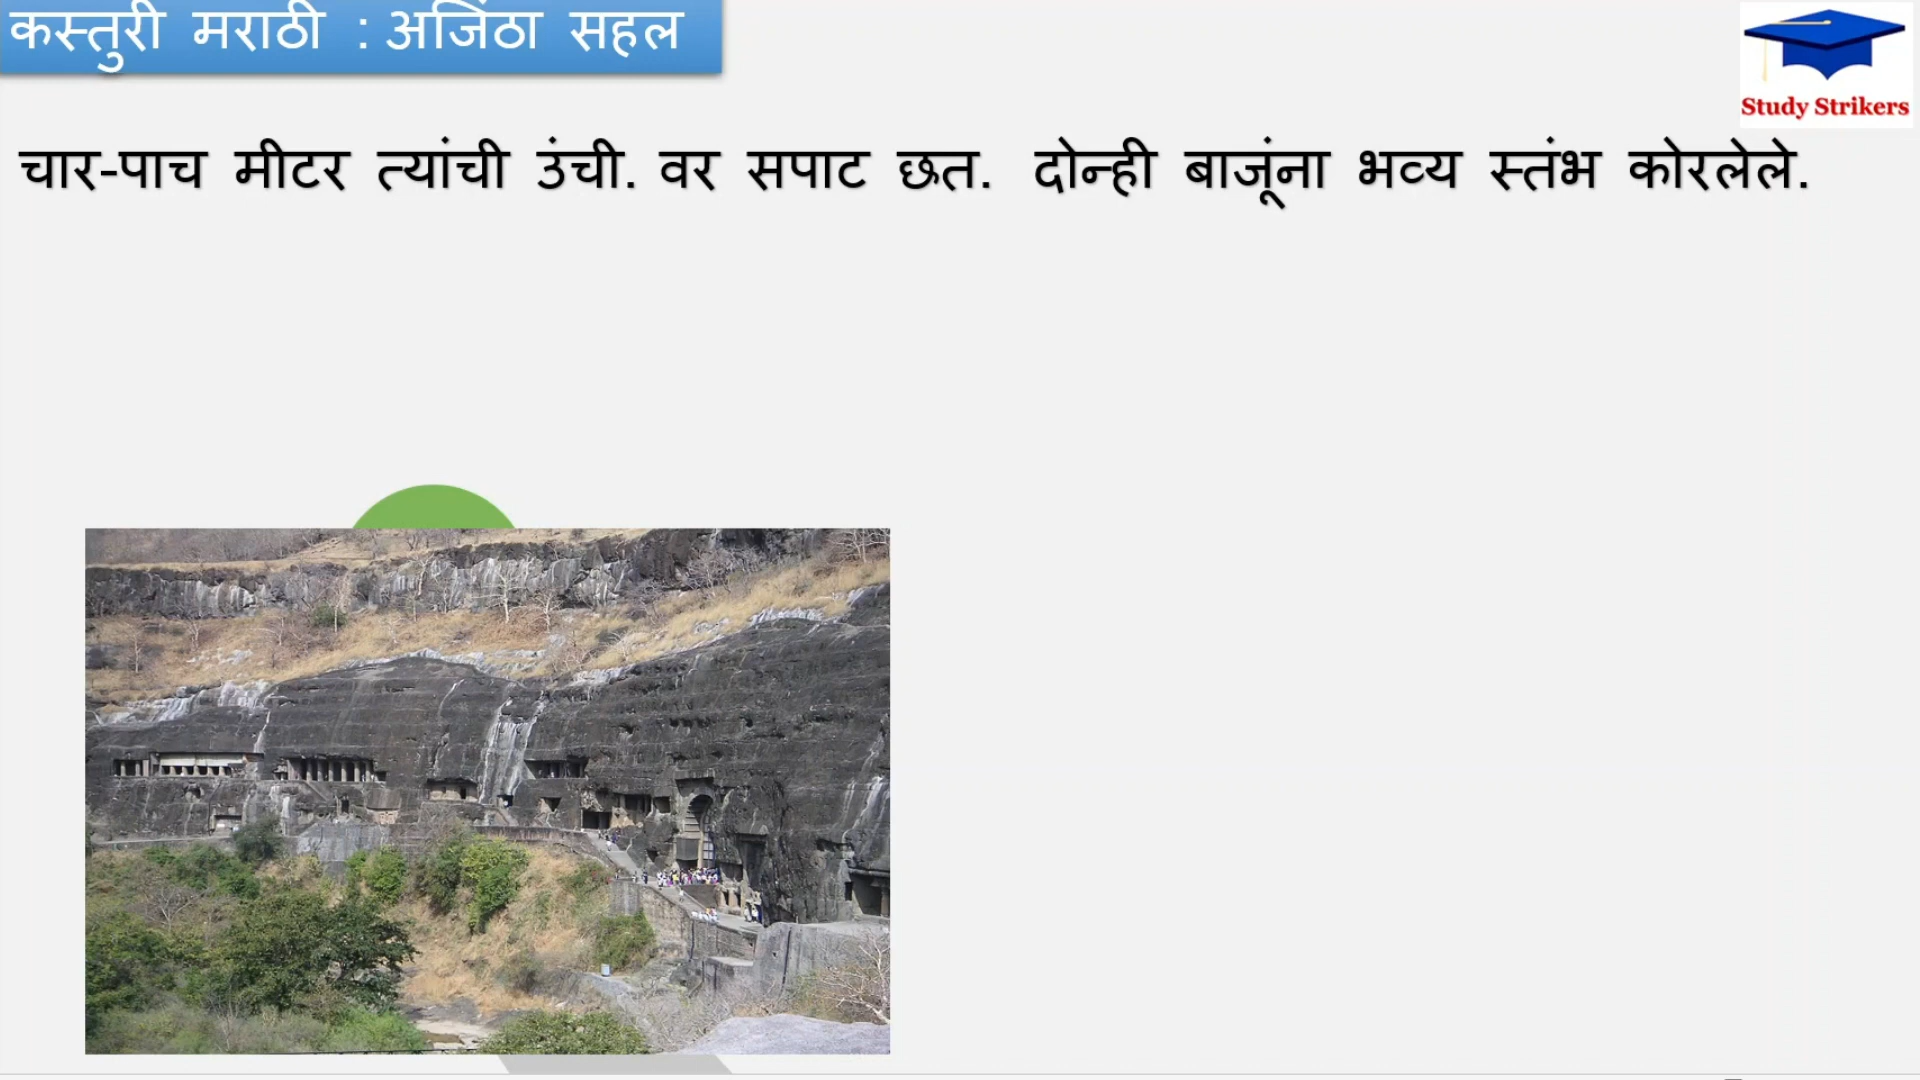 कस्तुरी मराठी : अजिंठा सहल
Study Strikers
चार-पाच मीटर त्यांची उंची. वर सपाट छत. दोन्ही बाजूंना भव्य स्तंभ कोरलेले.